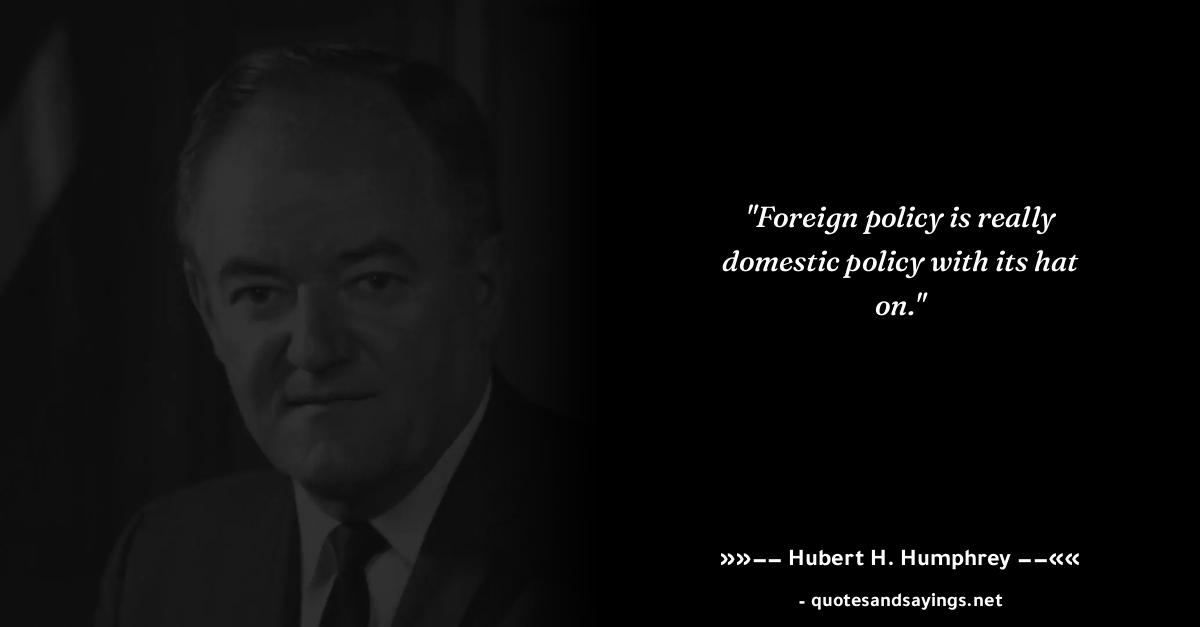 "Foreign policy is really
domestic policy with its hat
on."
»»–– Hubert H. Humphrey ––««
- quotesandsayings.net